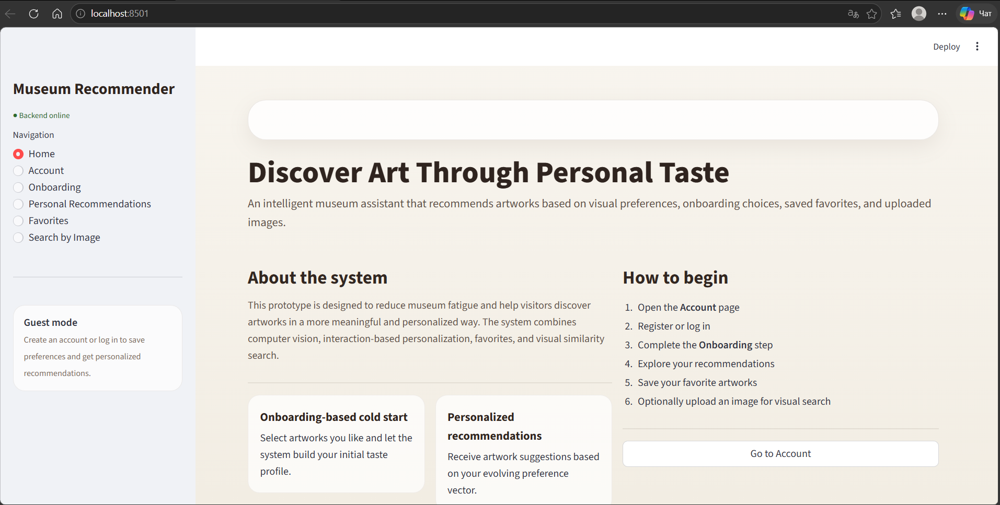 localhost:8501
Чат
Deploy
Museum Recommender
Backend online
Navigation
Home
Account
Onboarding
Personal Recommendations
Favorites
Search by Image
Guest mode
Create an account or log in to save
preferences and get personalized
recommendations.
Discover Art Through Personal Taste
An intelligent museum assistant that recommends artworks based on visual preferences, onboarding choices, saved favorites, and uploaded
images.
About the system
This prototype is designed to reduce museum fatigue and help visitors discover
artworks in a more meaningful and personalized way. The system combines
computer vision, interaction-based personalization, favorites, and visual similarity
search.
Onboarding-based cold start
Select artworks you like and let the
system build your initial taste
profile.
Personalized
recommendations
Receive artwork suggestions based
on your evolving preference
vector.
How to begin
1. Open the Account page
2. Register or log in
3. Complete the Onboarding step
4. Explore your recommendations
5. Save your favorite artworks
6. Optionally upload an image for visual search
Go to Account